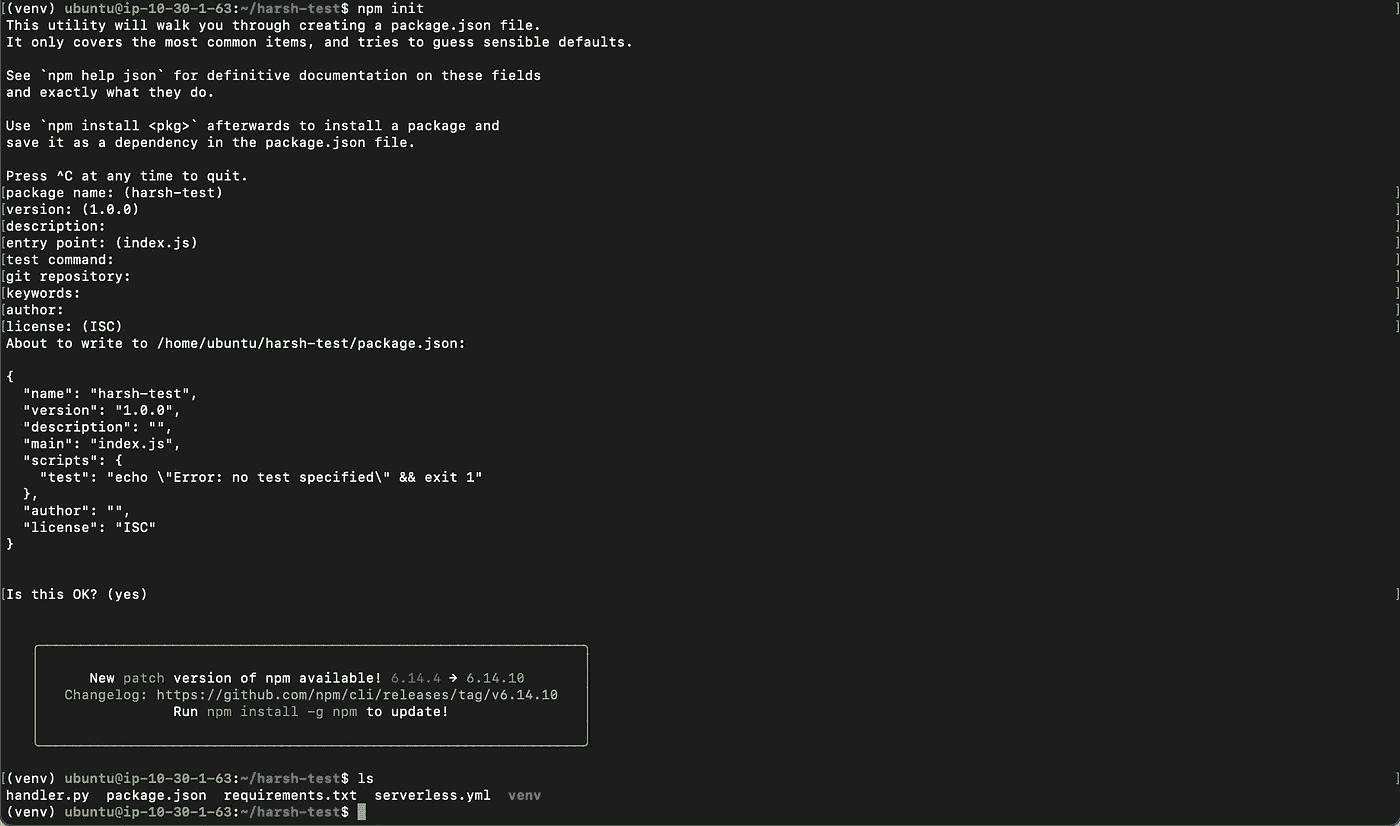 (venv) ubuntu@ip-10-30-1-63:~/harsh-test$ npm init
This utility will walk you through creating a package.json file.
It only covers the most common items, and tries to guess sensible defaults.
See `npm help json` for definitive documentation on these fields
and exactly what they do.
Use `npm install <pkg>` afterwards to install a package and
save it as a dependency in the package.json file.
Press ^C at any time to quit.
package name: (harsh-test)
version: (1.0.0)
description:
entry point: (index.js)
test command:
git repository:
keywords:
author:
license: (ISC)
About to write to /home/ubuntu/harsh-test/package.json:
{
  "name": "harsh-test",
  "version": "1.0.0",
  "description": "",
  "main": "index.js",
  "scripts": {
    "test": "echo \"Error: no test specified\" && exit 1"
  },
  "author": "",
  "license": "ISC"
}
Is this OK? (yes)
New patch version of npm available! 6.14.4 → 6.14.10
Changelog: https://github.com/npm/cli/releases/tag/v6.14.10
Run npm install -g npm to update!
(venv) ubuntu@ip-10-30-1-63:~/harsh-test$ ls
handler.py  package.json  requirements.txt  serverless.yml  venv
(venv) ubuntu@ip-10-30-1-63:~/harsh-test$